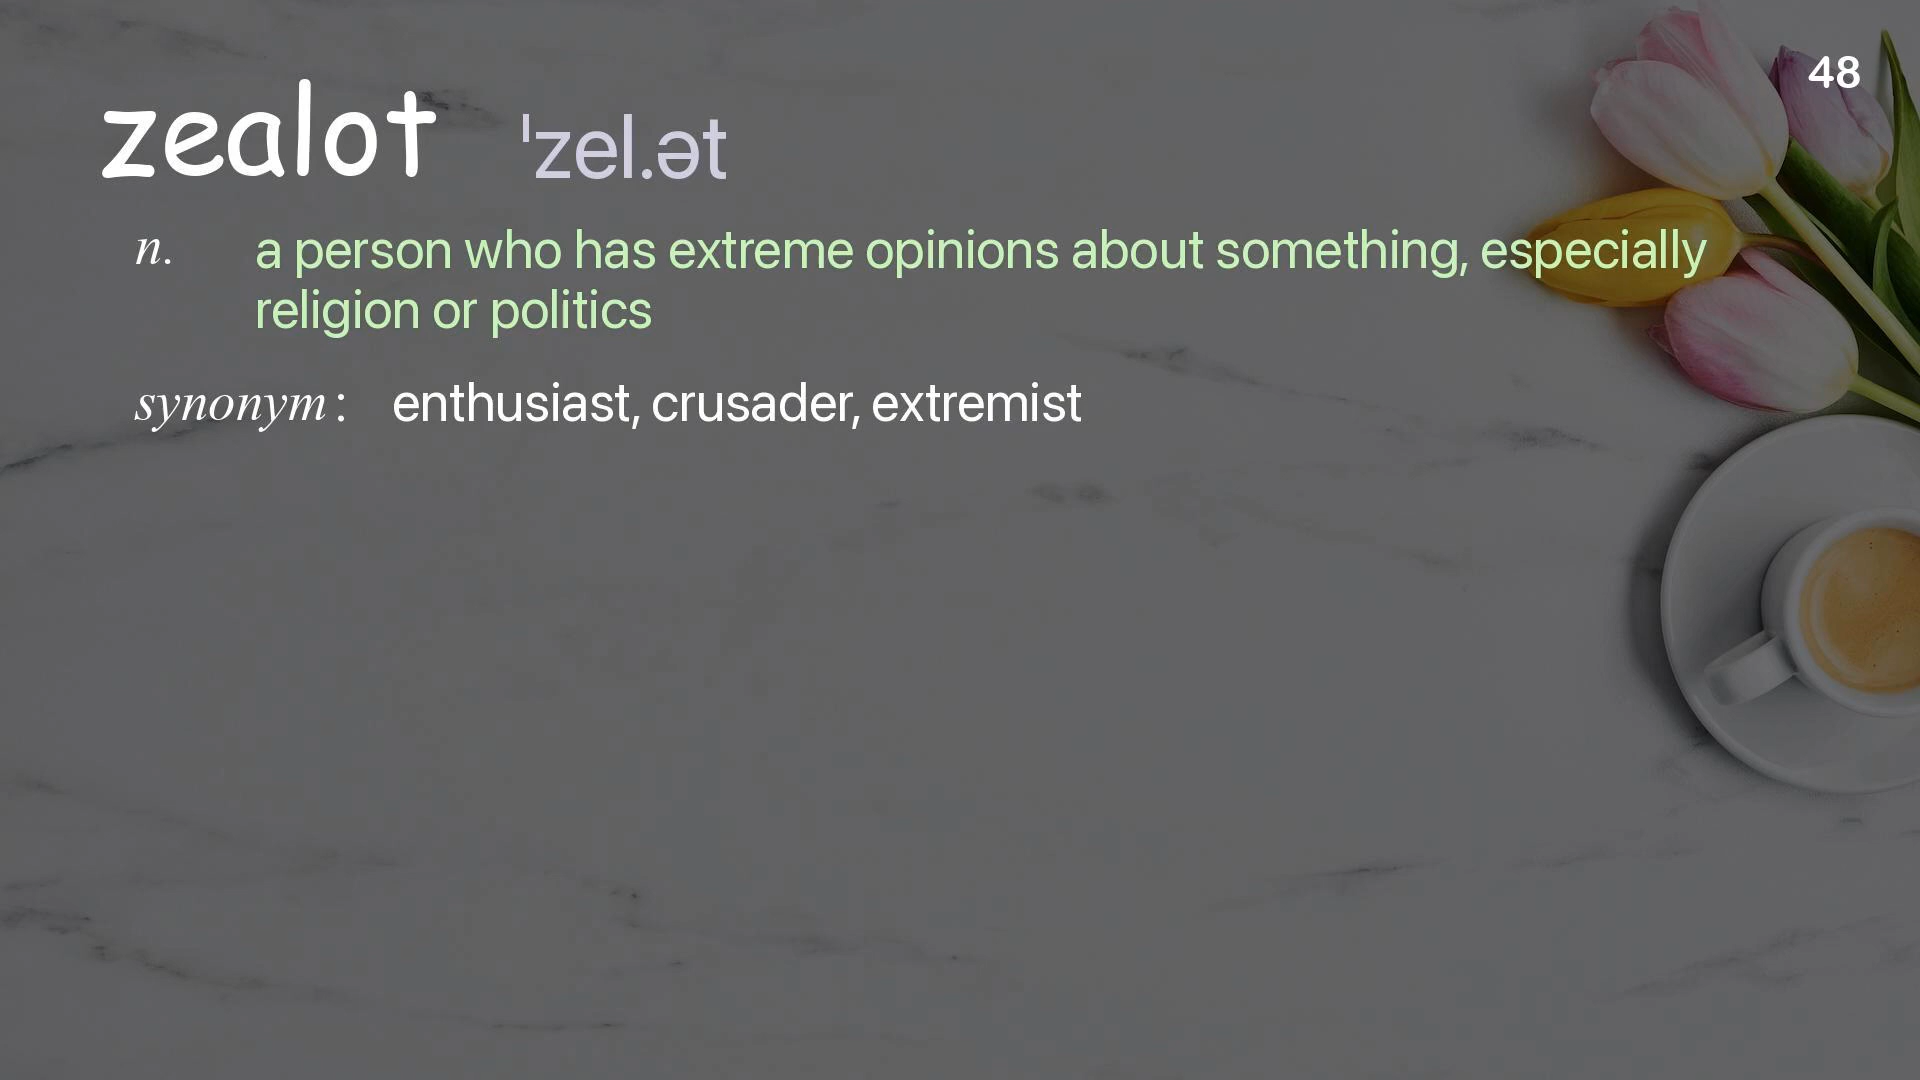 48
zealot ˈzel.ət
n. a person who has extreme opinions about something, especially
religion or politics
synonym: enthusiast, crusader, extremist